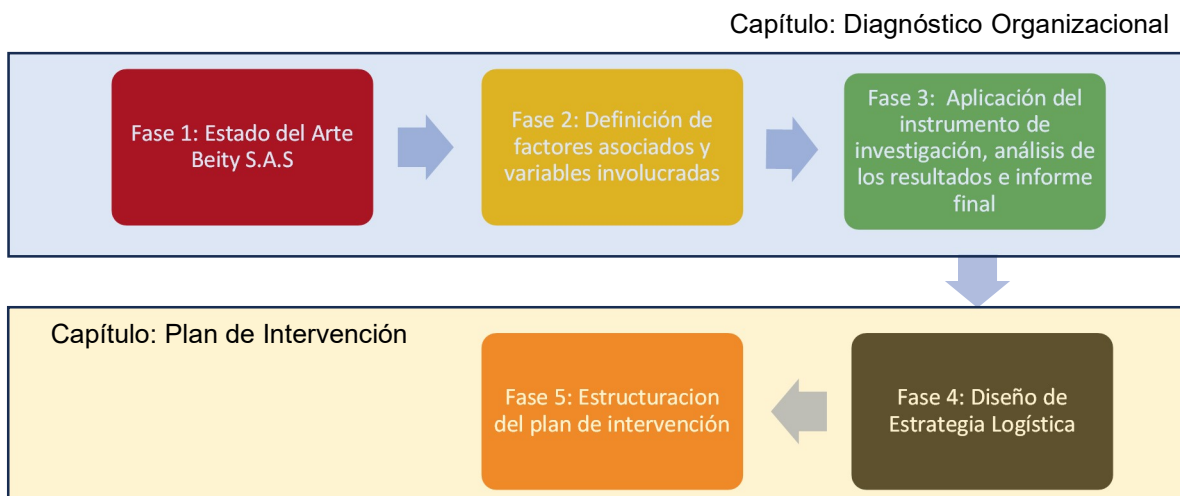 Capítulo: Diagnóstico Organizacional
Fase 1: Estado del Arte
Beity S.A.S
Fase 2: Definición de
factores asociados y
variables involucradas
Fase 3: Aplicación del
instrumento de
investigación, análisis de
los resultados e informe
final
Capítulo: Plan de Intervención
Fase 5: Estructuracion
del plan de intervención
Fase 4: Diseño de
Estrategia Logística